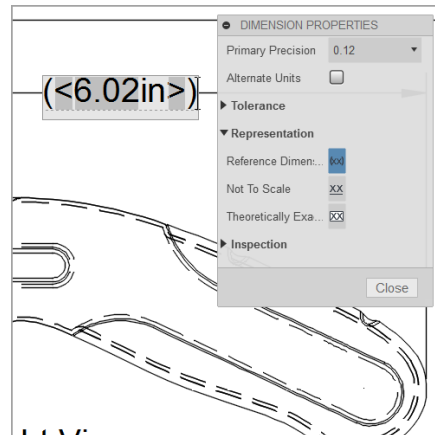 DIMENSION PROPERTIES
Primary Precision 0.12
Alternate Units
(<6.02in>)
Tolerance
Representation
Reference Dimen... (xx)
Not To Scale XX
Theoretically Exa... XX
Inspection
Close